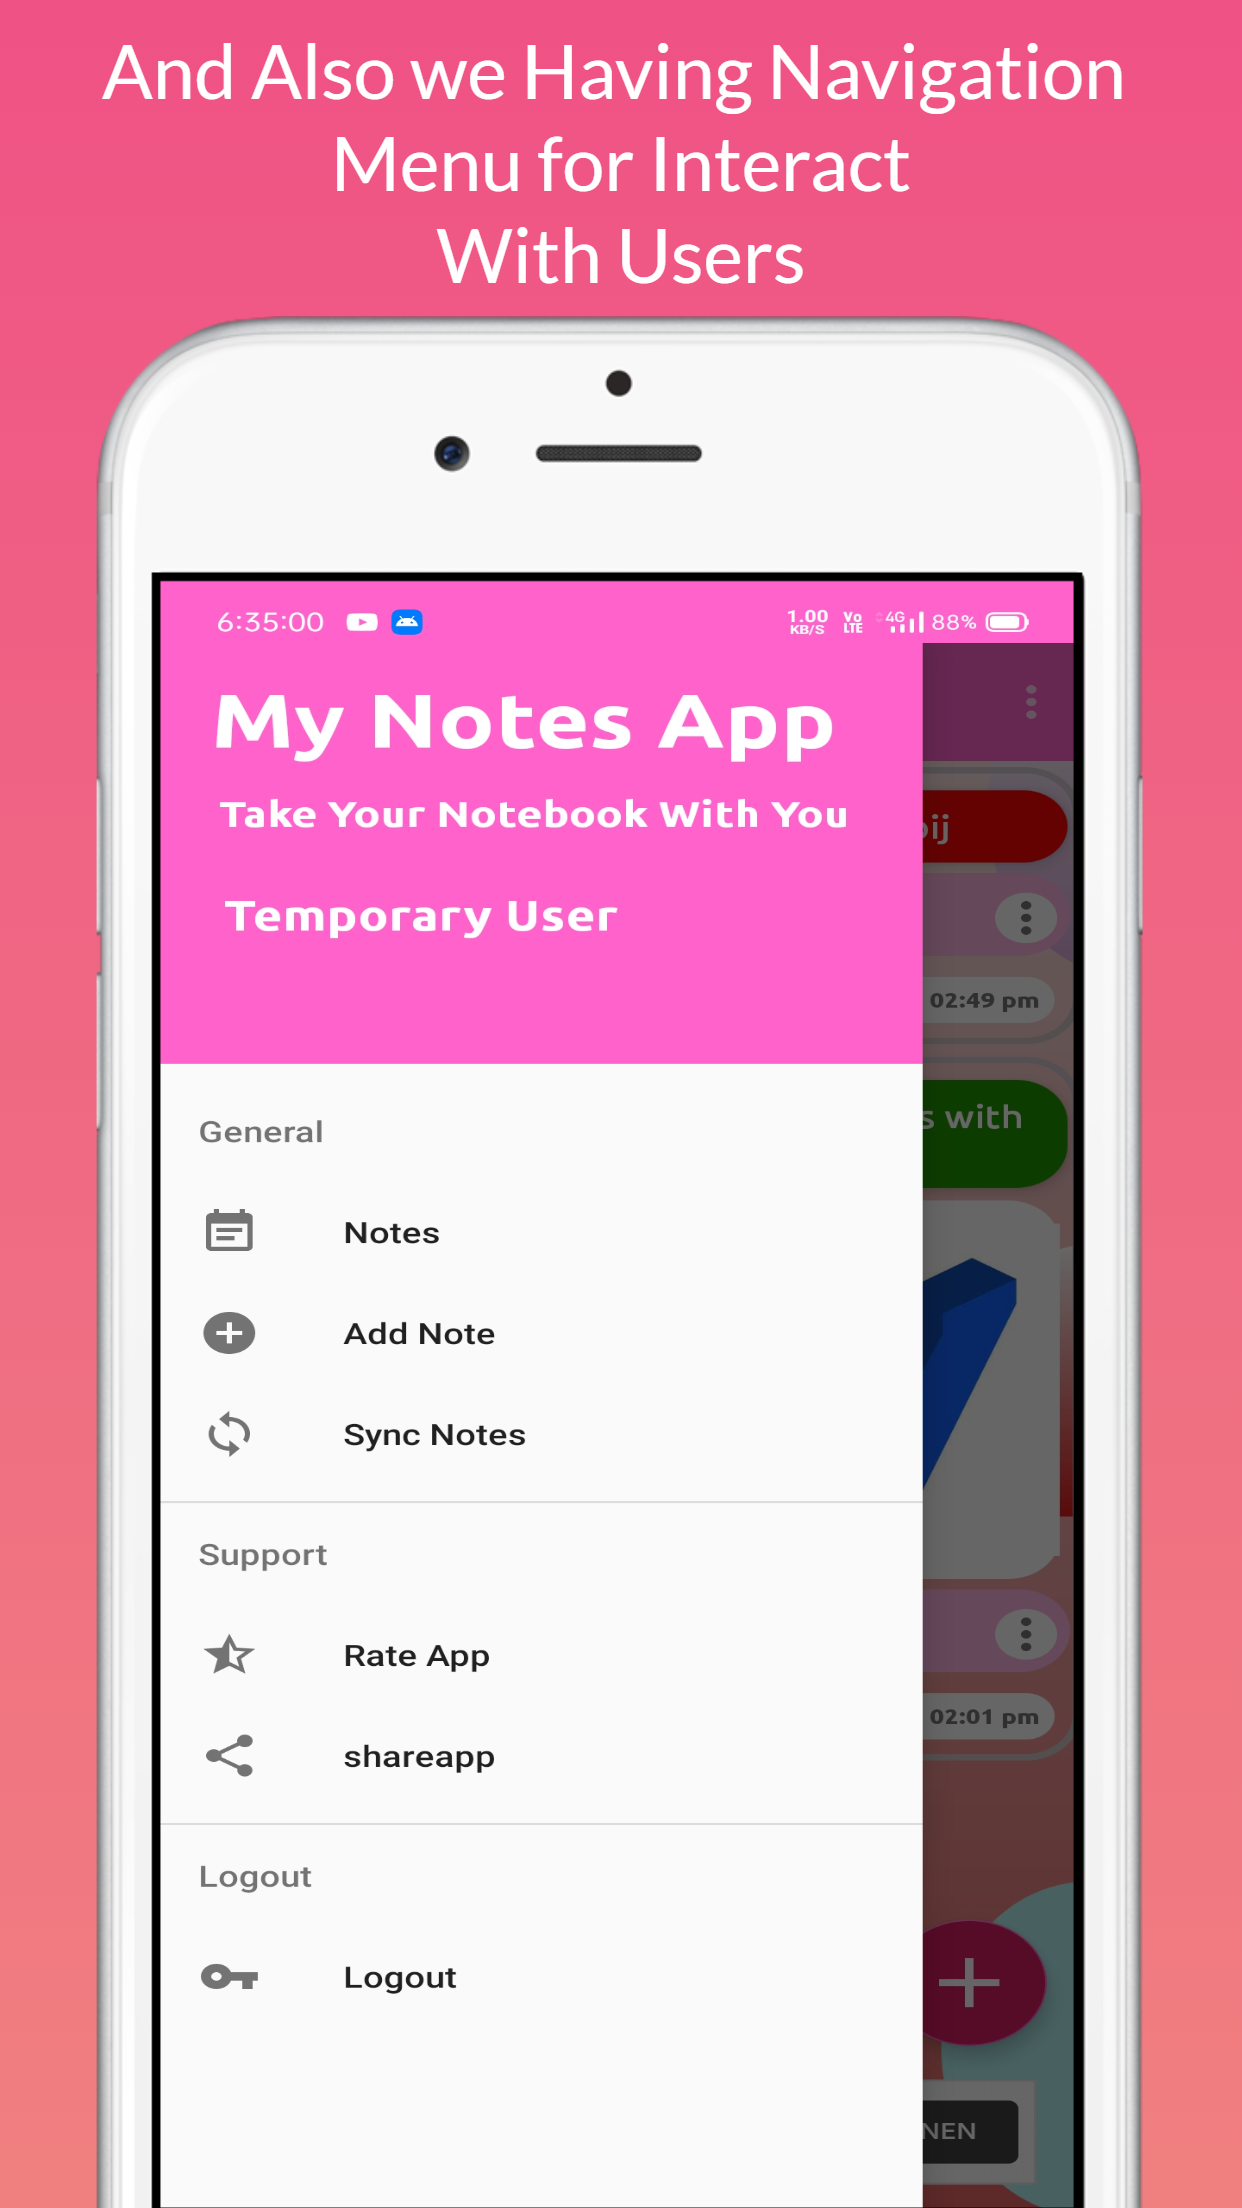 And Also we Having Navigation
Menu for Interact
With Users
6:35:00
1.00
KB/S
Vo
LTE
4G
88%
My Notes App
Take Your Notebook With You
Temporary User
02:49 pm
General
s with
Notes
Add Note
Sync Notes
Support
Rate App
02:01 pm
shareapp
Logout
Logout
NEN